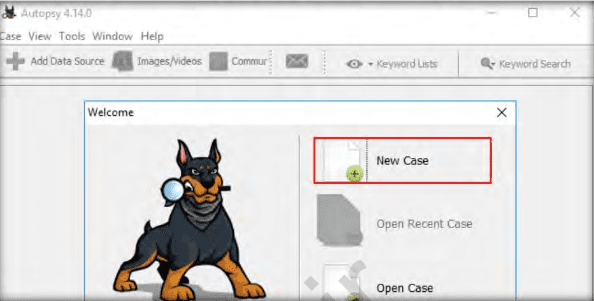 Autopsy 4.14.0
Case View Tools Window Help
Add Data Source Images/Videos Commur Keyword Lists Keyword Search
Welcome
New Case
Open Recent Case
Open Case